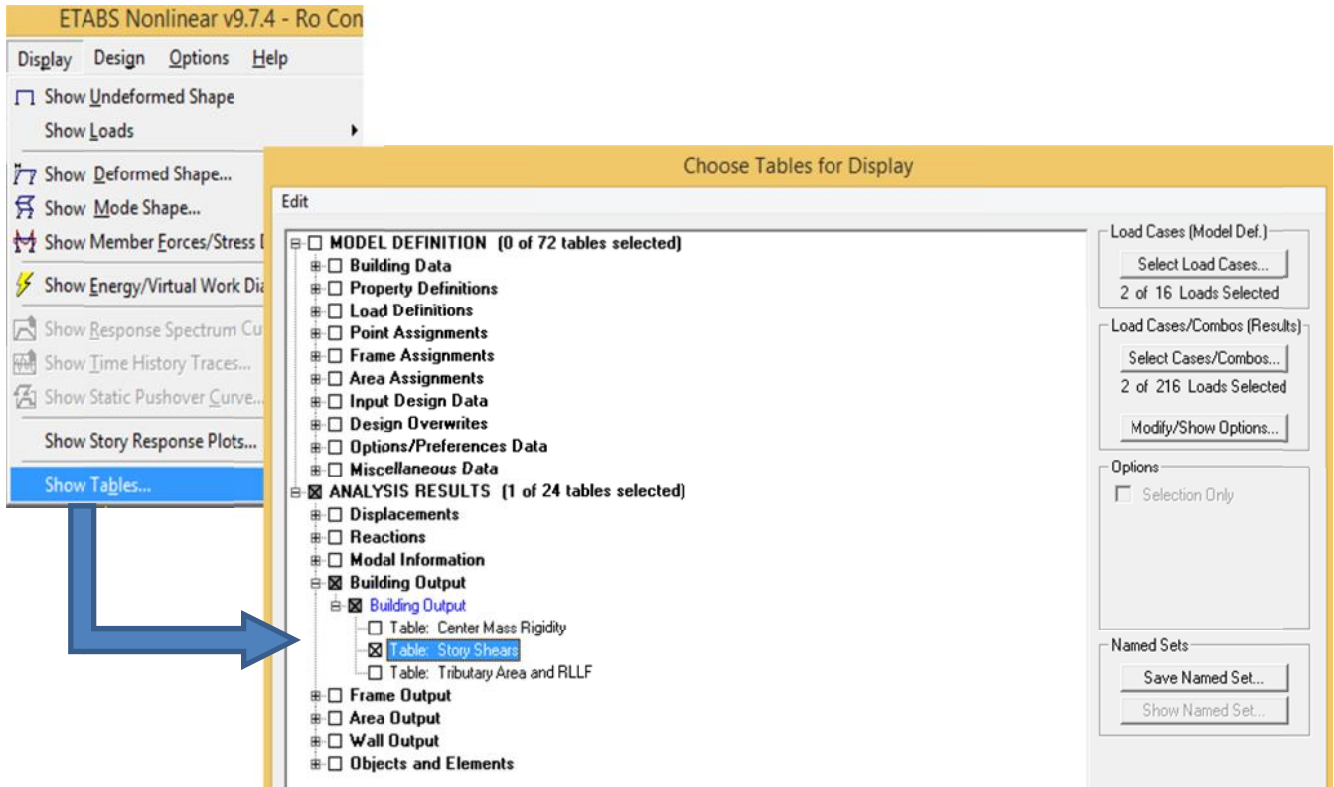 ETABS Nonlinear v9.7.4 - Ro Con
Display Design Options Help
Show Undeformed Shape
Show Loads
Show Deformed Shape...
Show Mode Shape...
Show Member Forces/Stress
Show Energy/Virtual Work Dia
Show Response Spectrum Cu
Show Time History Traces...
Show Static Pushover Curve...
Show Story Response Plots...
Show Tables...
Choose Tables for Display
Edit
MODEL DEFINITION (0 of 72 tables selected)
Building Data
Property Definitions
Load Definitions
Point Assignments
Frame Assignments
Area Assignments
Input Design Data
Design Overwrites
Options/Preferences Data
Miscellaneous Data
ANALYSIS RESULTS (1 of 24 tables selected)
Displacements
Reactions
Modal Information
Building Output
Building Output
Table: Center Mass Rigidity
Table: Story Shears
Table: Tributary Area and RLLF
Frame Output
Area Output
Wall Output
Objects and Elements
Load Cases (Model Def.)
Select Load Cases...
2 of 16 Loads Selected
Load Cases/Combos (Results)
Select Cases/Combos...
2 of 216 Loads Selected
Modify/Show Options...
Options
Selection Only
Named Sets
Save Named Set...
Show Named Set...